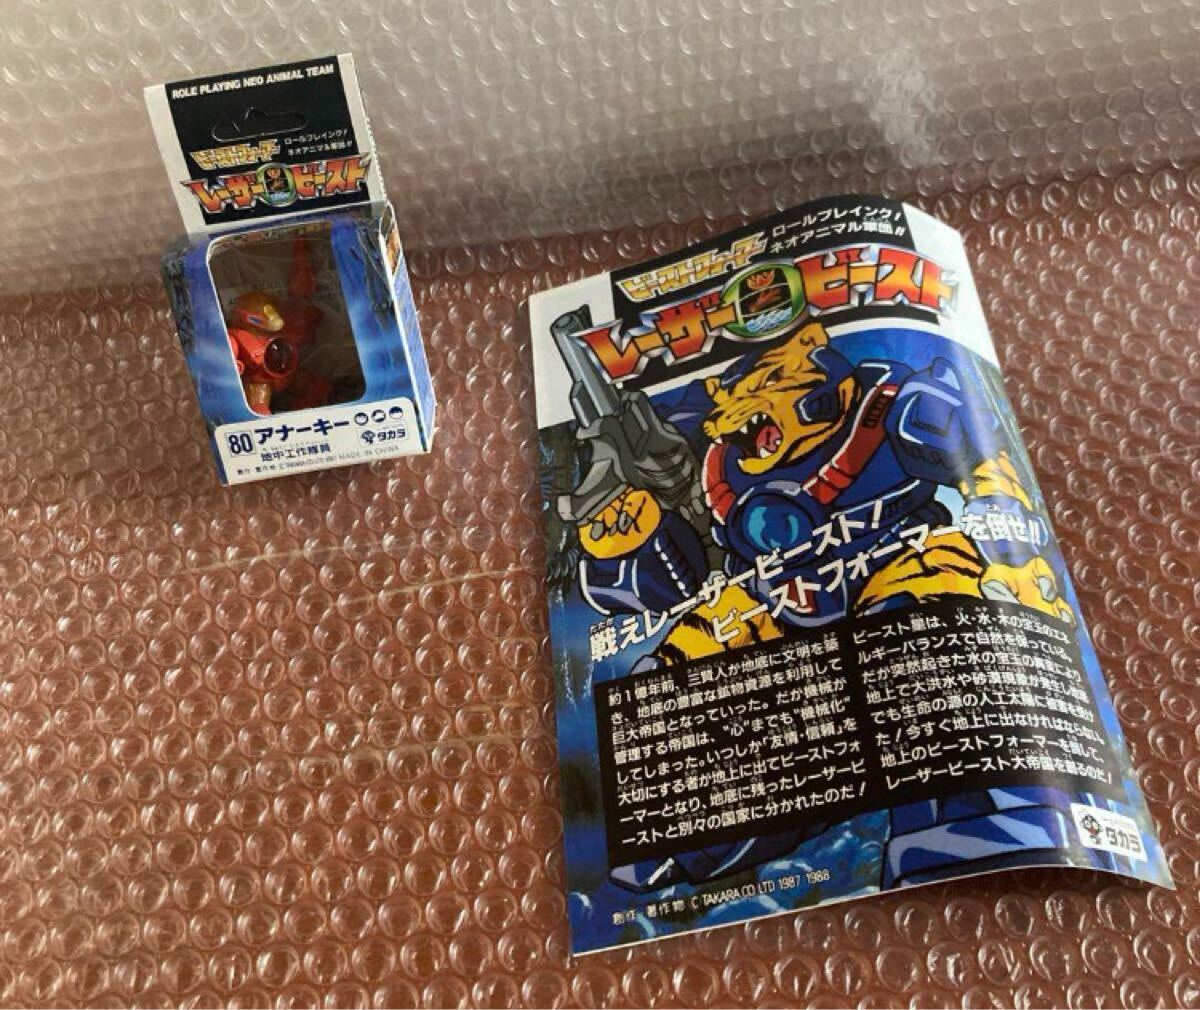 ROLE PLAYING NEO ANIMAL TEAM
ロールプレイング!
ネオアニマル軍団!!
ビーストフォーマー
レーザービースト
80 アナーキー
地中工作隊員
タカラ
創作・著作物 C TAKARA CO.LTD. 1987 MADE IN CHINA
ロールプレイング!
ネオアニマル軍団!!
ビーストフォーマー
レーザービースト
戦えレーザービースト!
ビーストフォーマーを倒せ!!
約1億年前、三賢人が地底に文明を築
き、地底の豊富な鉱物資源を利用して
巨大帝国となっていった。だが機械が
管理する帝国は、“心”までも“機械化”
してしまった。いつしか「友情・信頼」を
大切にする者が地上に出てビーストフォ
ーマーとなり、地底に残ったレーザービ
ーストと別々の国家に分かれたのだ!
ビースト星は、火・水・木の宝玉のエネ
ルギーバランスで自然を保っている。
だが突然起きた水の宝玉の異変により
地上で大洪水や砂漠現象が発生し地底
でも生命の源の人工太陽に被害を受け
た!今すぐ地上に出なければならない。
地上のビーストフォーマーを倒して、
レーザービースト大帝国を創るのだ!
タカラ
創作・著作物 C TAKARA CO LTD 1987 1988